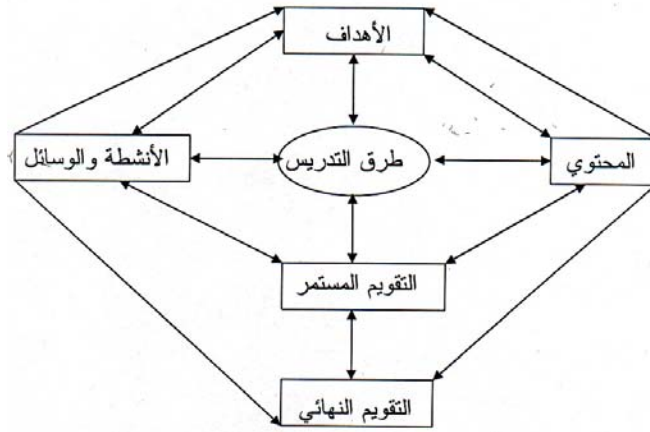 الأهداف
المحتوي
طرق التدريس
الأنشطة والوسائل
التقويم المستمر
التقويم النهائي